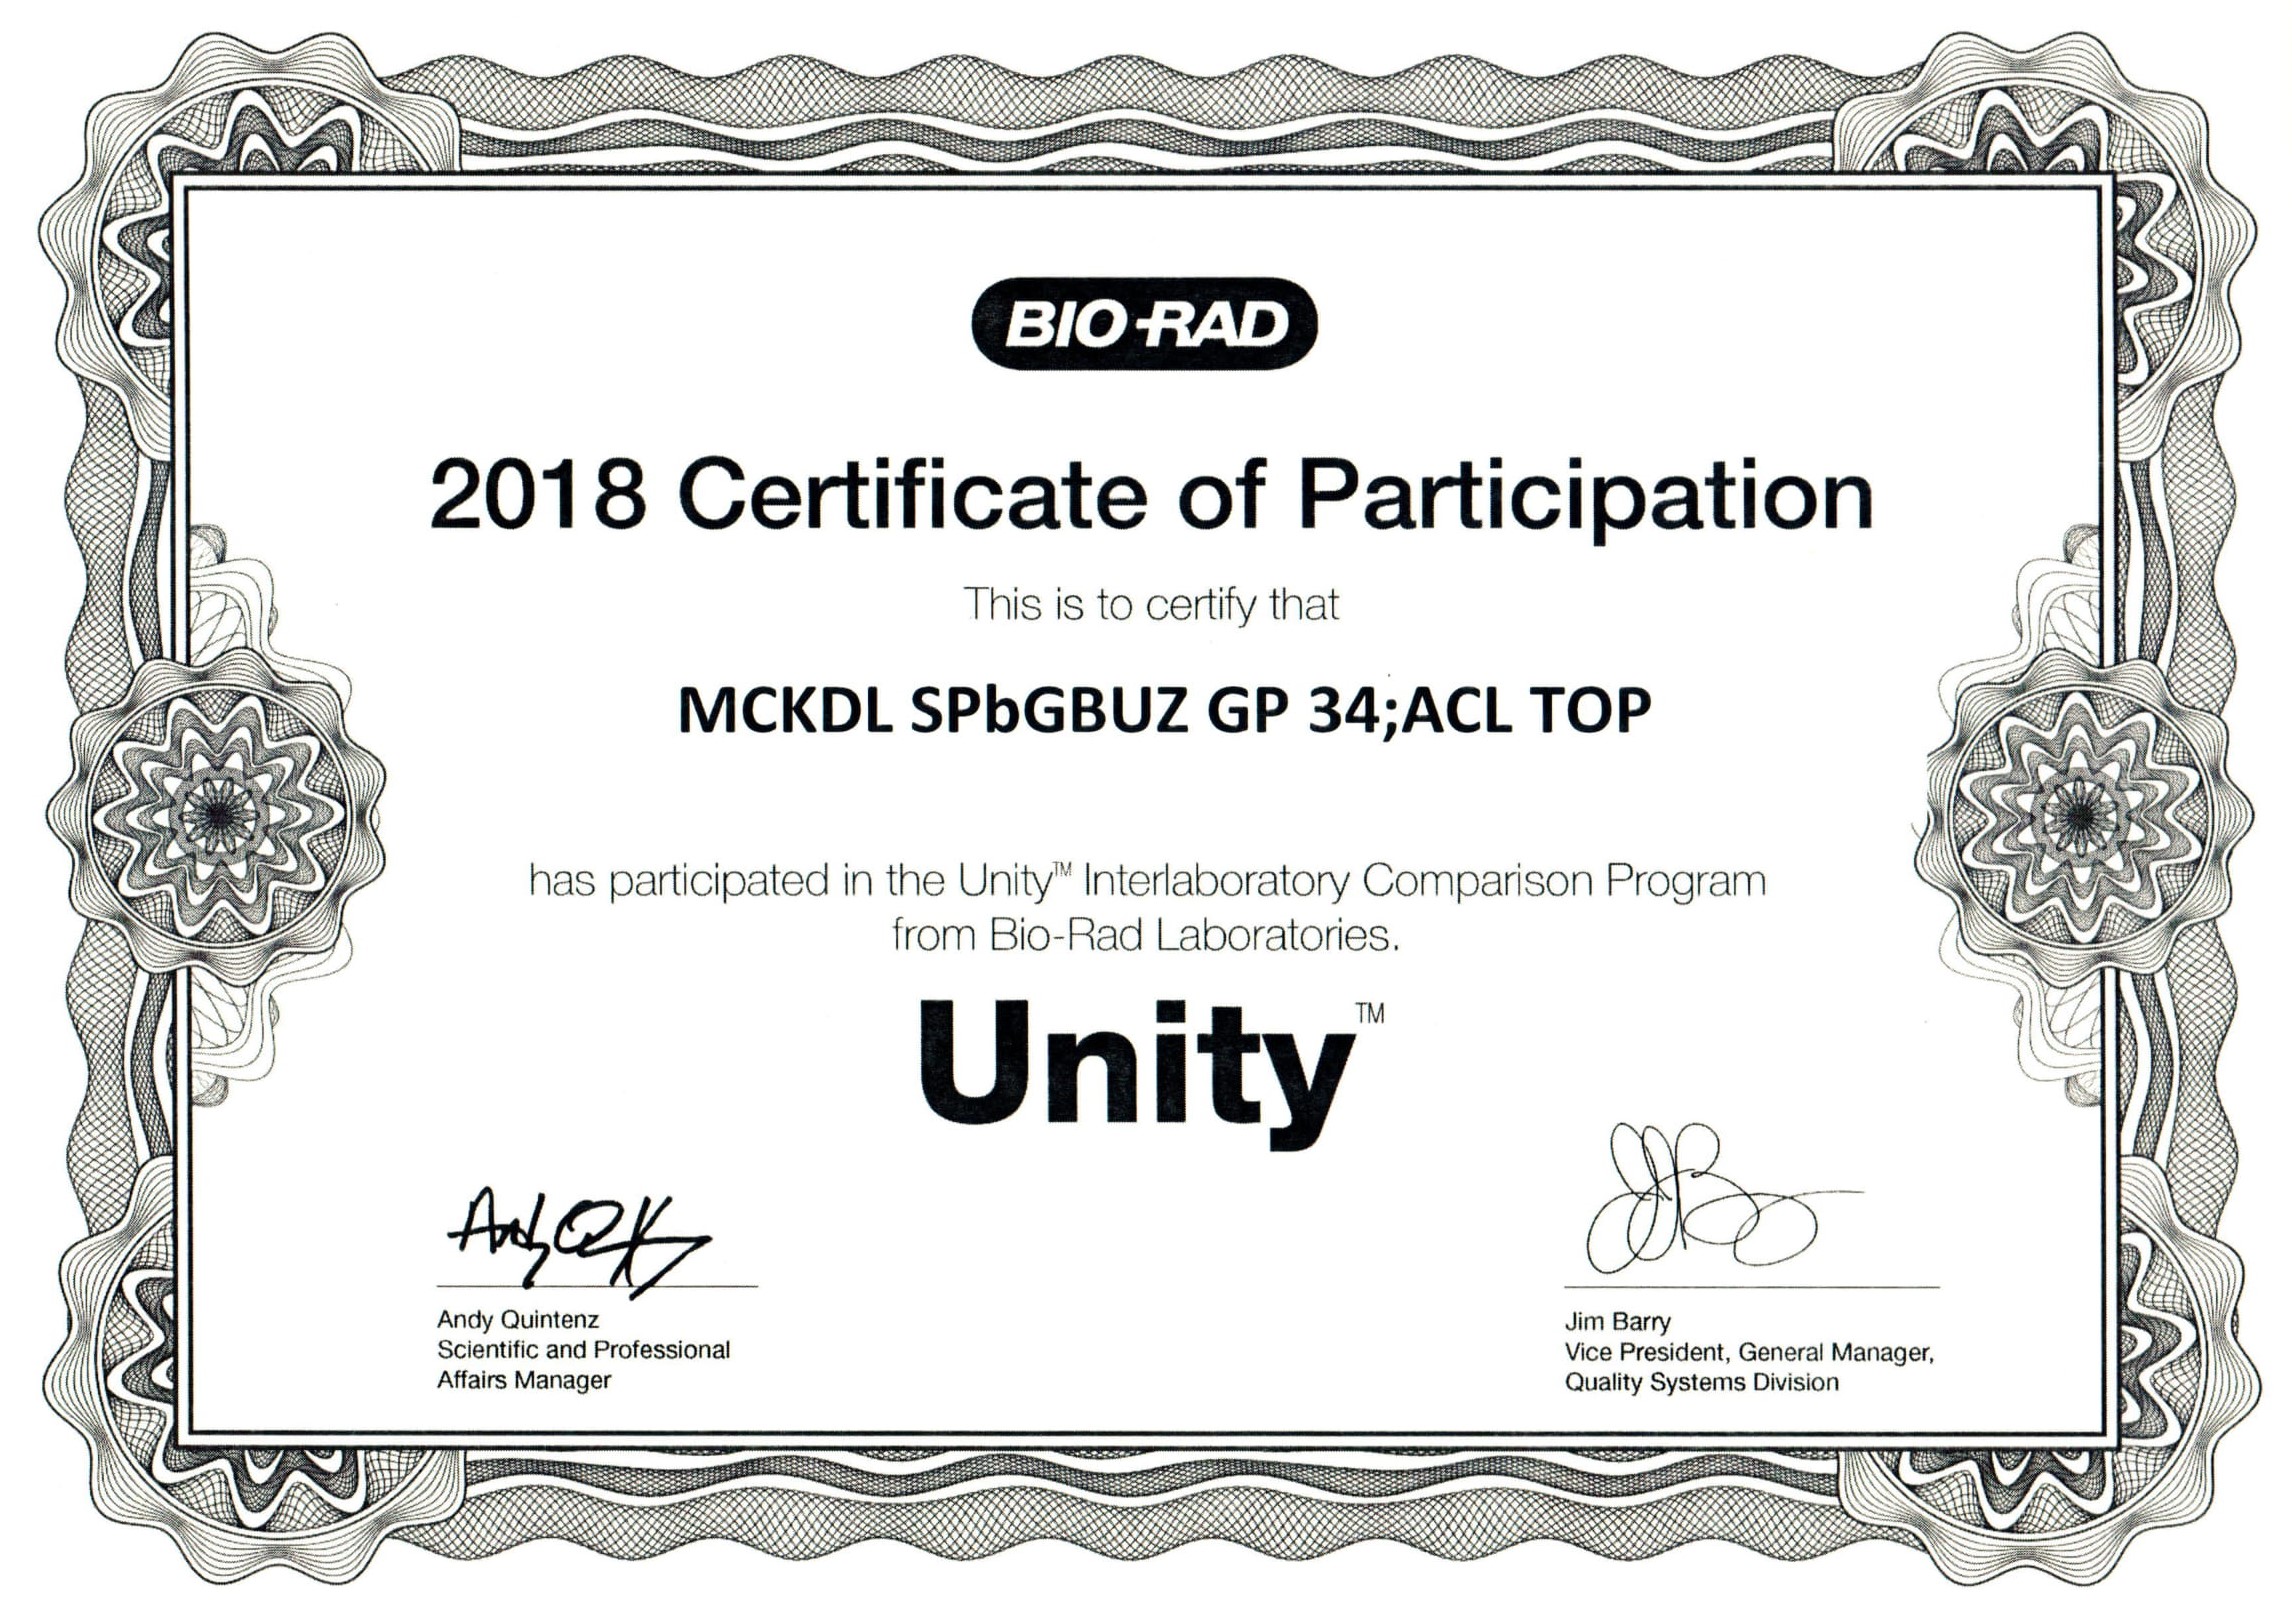 BIO-RAD
2018 Certificate of Participation
This is to certify that
MCKDL SPbGBUZ GP 34;ACL TOP
has participated in the Unity™ Interlaboratory Comparison Program
from Bio-Rad Laboratories.
Unity™
Andy Quintenz
Scientific and Professional
Affairs Manager
Jim Barry
Vice President, General Manager,
Quality Systems Division